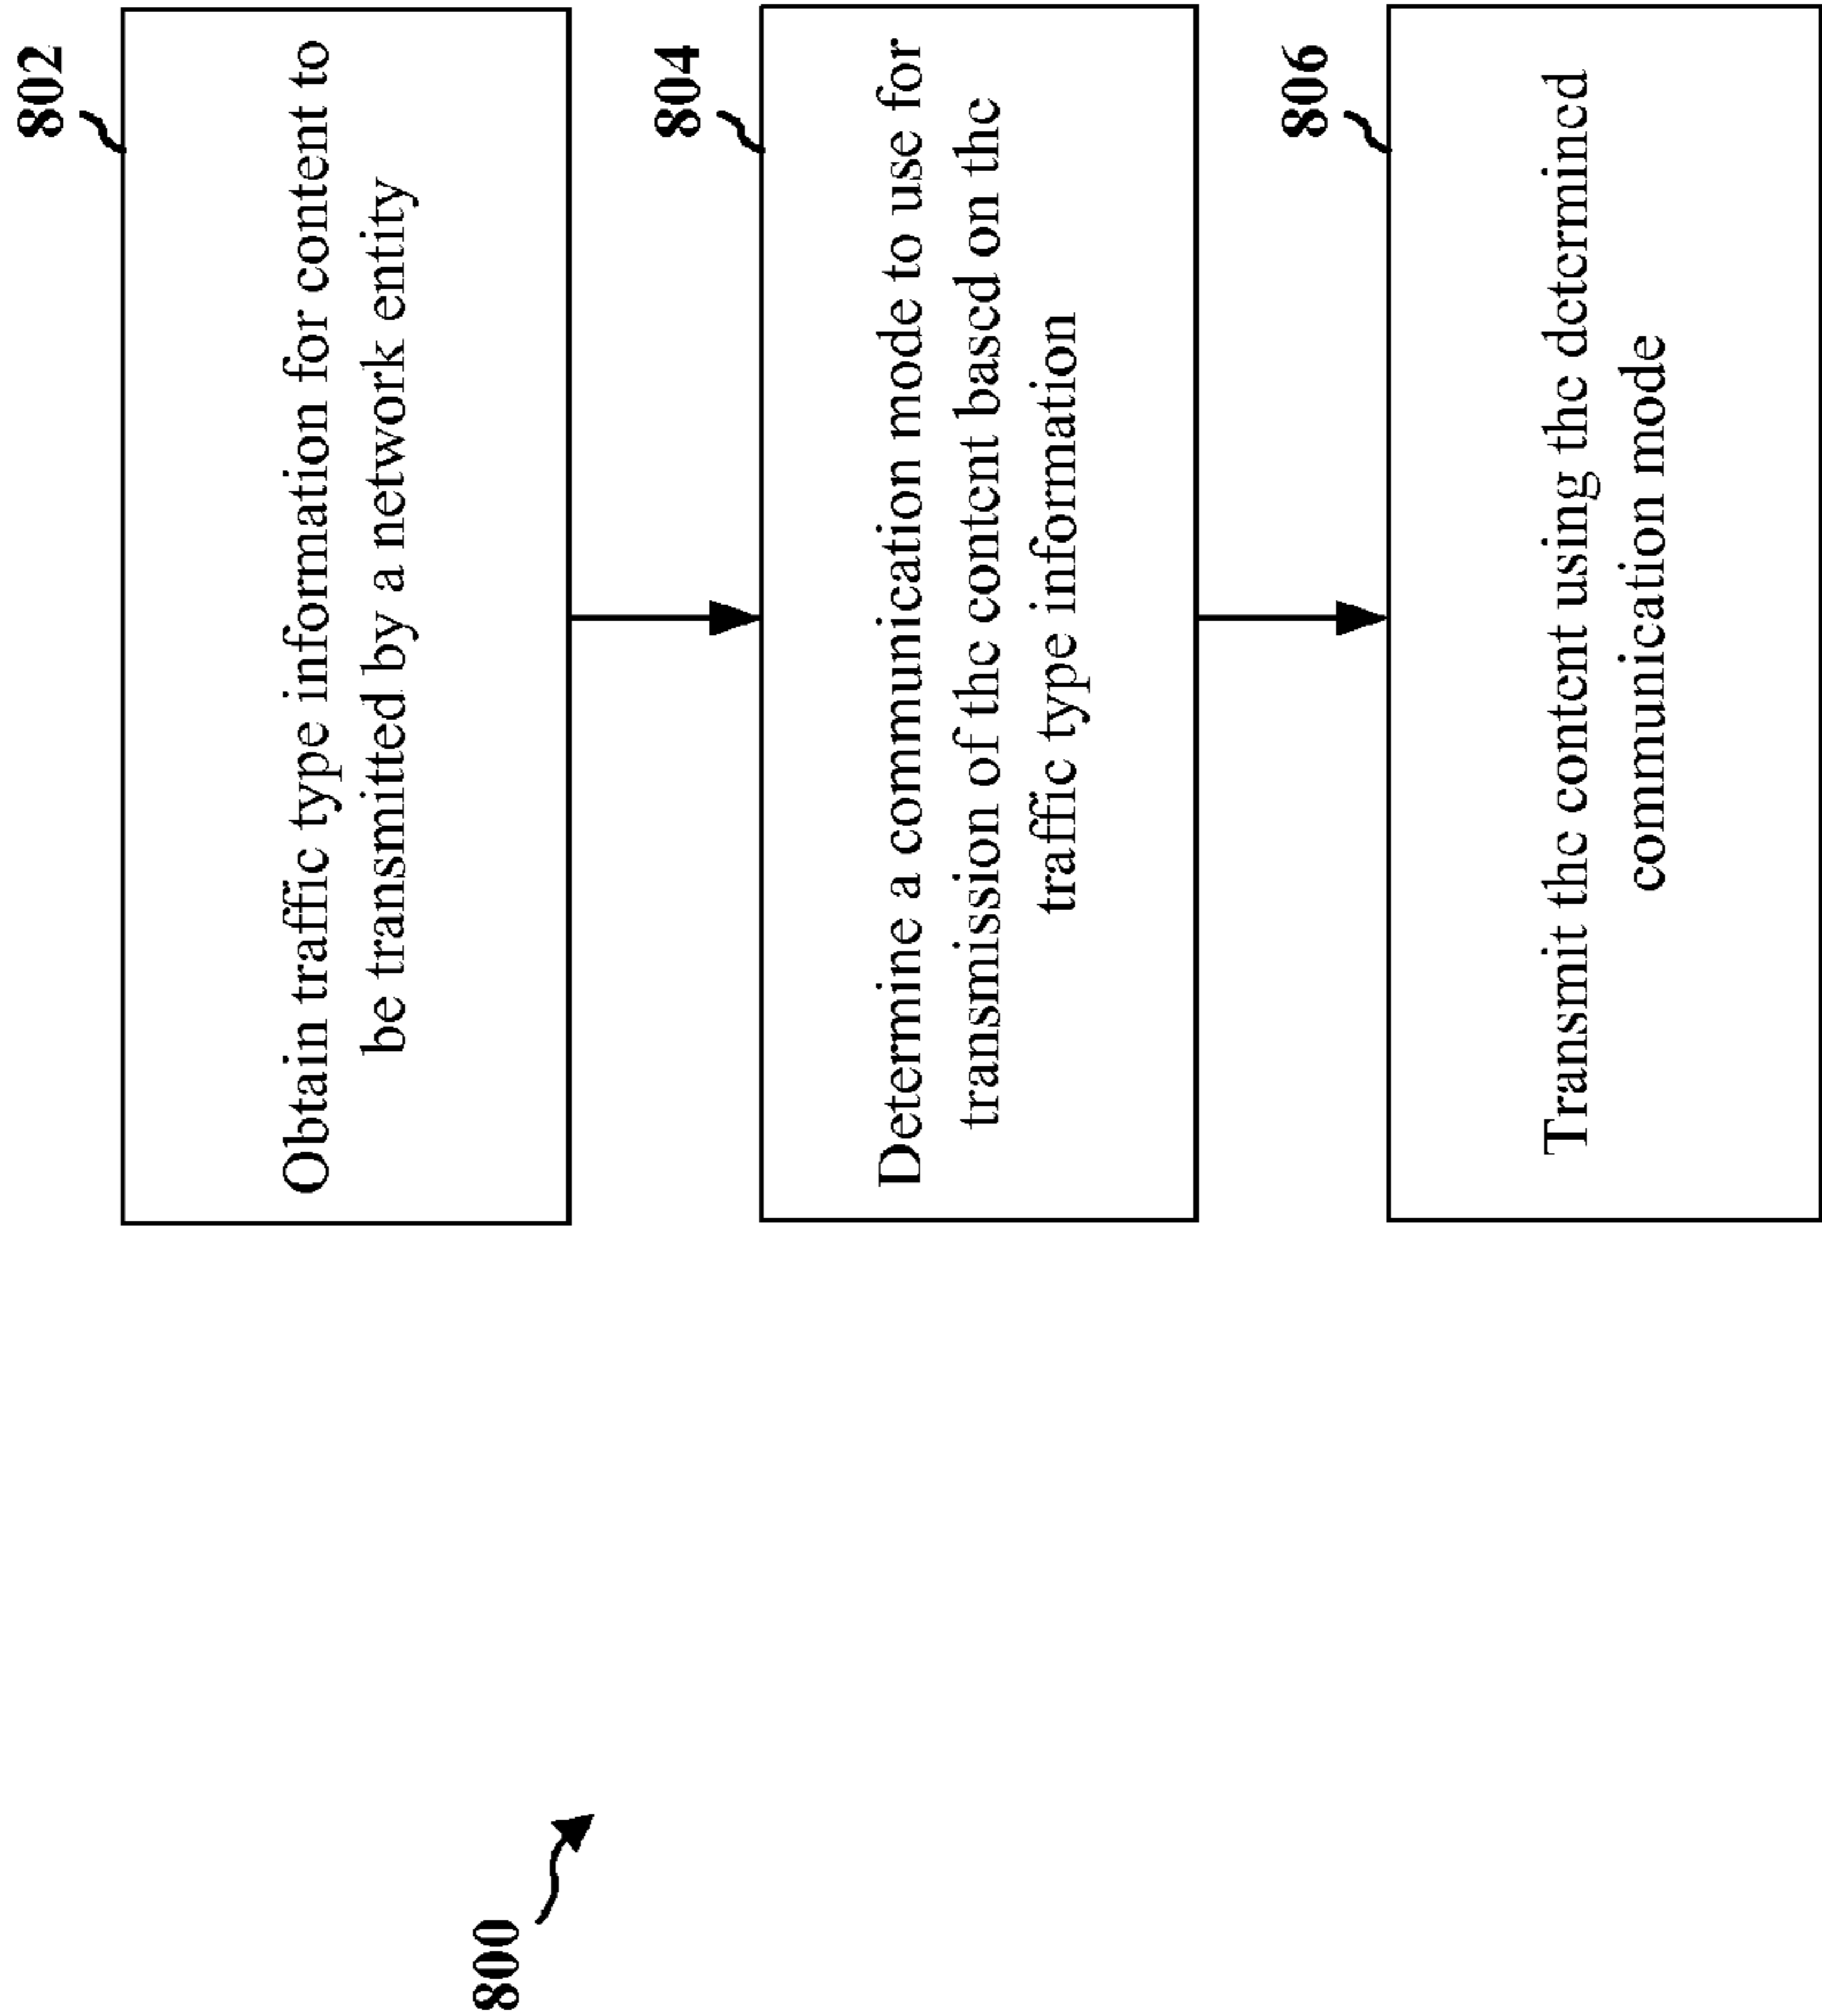 800
802
Obtain traffic type information for content to
be transmitted by a network entity
804
Determine a communication mode to use for
transmission of the content based on the
traffic type information
806
Transmit the content using the determined
communication mode